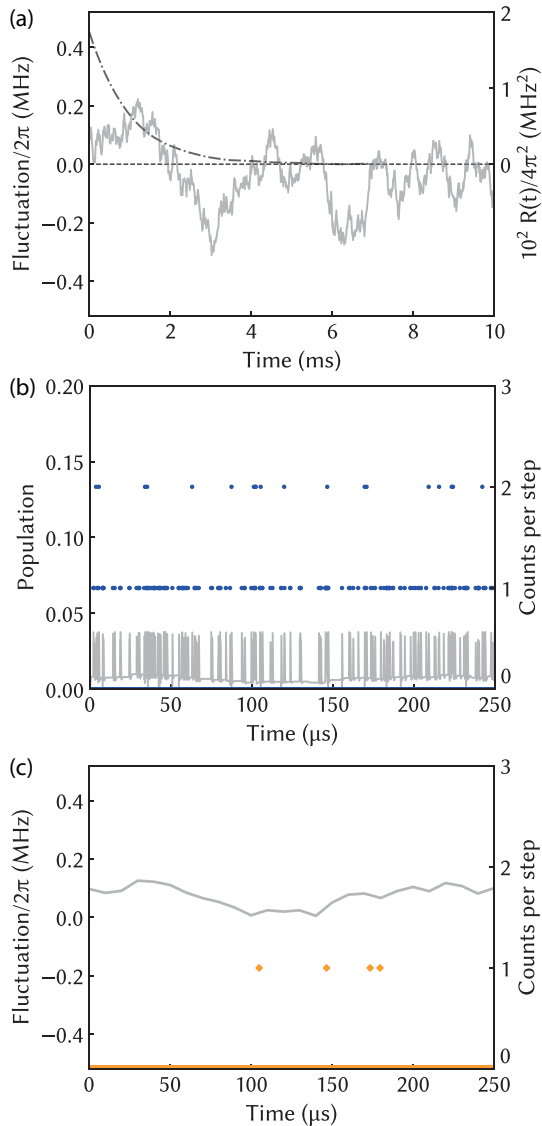 (a)
Fluctuation/2π (MHz)
0.4
0.2
0.0
−0.2
−0.4
2
1
0
10² R(t)/4π² (MHz²)
0 2 4 6 8 10
Time (ms)
(b)
Population
0.20
0.15
0.10
0.05
0.00
3
2
1
0
Counts per step
0 50 100 150 200 250
Time (μs)
(c)
Fluctuation/2π (MHz)
0.4
0.2
0.0
−0.2
−0.4
3
2
1
0
Counts per step
0 50 100 150 200 250
Time (μs)